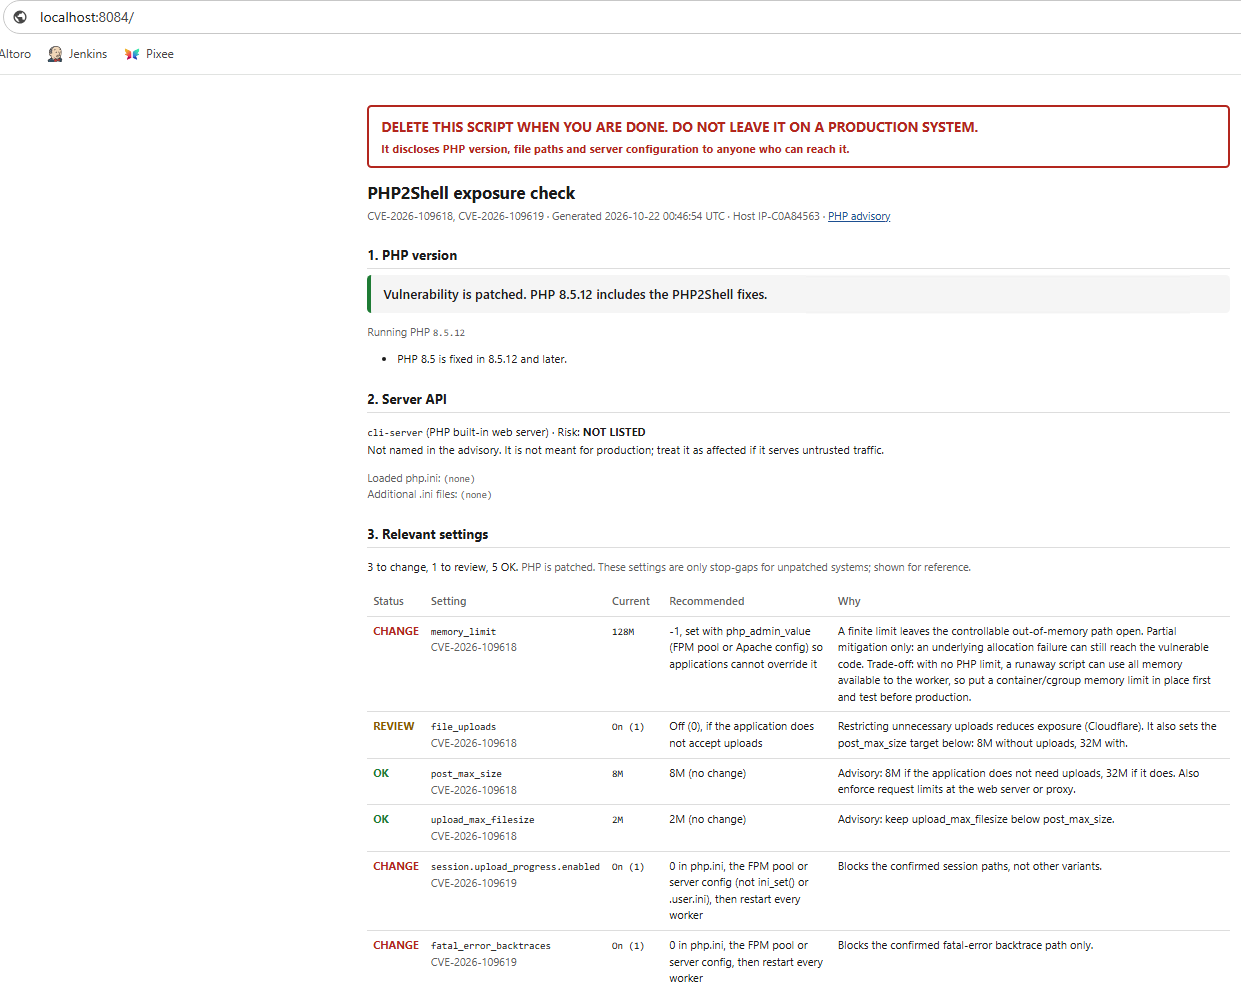 localhost:8084/
Altoro Jenkins Pixee
DELETE THIS SCRIPT WHEN YOU ARE DONE. DO NOT LEAVE IT ON A PRODUCTION SYSTEM.
It discloses PHP version, file paths and server configuration to anyone who can reach it.
PHP2Shell exposure check
CVE-2026-109618, CVE-2026-109619 · Generated 2026-10-22 00:46:54 UTC · Host IP-C0A84563 · PHP advisory
1. PHP version
Vulnerability is patched. PHP 8.5.12 includes the PHP2Shell fixes.
Running PHP 8.5.12
• PHP 8.5 is fixed in 8.5.12 and later.
2. Server API
cli-server (PHP built-in web server) · Risk: NOT LISTED
Not named in the advisory. It is not meant for production; treat it as affected if it serves untrusted traffic.
Loaded php.ini: (none)
Additional .ini files: (none)
3. Relevant settings
3 to change, 1 to review, 5 OK. PHP is patched. These settings are only stop-gaps for unpatched systems; shown for reference.
Status Setting Current Recommended Why
CHANGE memory_limit 128M -1, set with php_admin_value A finite limit leaves the controllable out-of-memory path open. Partial
CVE-2026-109618 (FPM pool or Apache config) so mitigation only: an underlying allocation failure can still reach the vulnerable
applications cannot override it code. Trade-off: with no PHP limit, a runaway script can use all memory
available to the worker, so put a container/cgroup memory limit in place first
and test before production.
REVIEW file_uploads On (1) Off (0), if the application does Restricting unnecessary uploads reduces exposure (Cloudflare). It also sets the
CVE-2026-109618 not accept uploads post_max_size target below: 8M without uploads, 32M with.
OK post_max_size 8M 8M (no change) Advisory: 8M if the application does not need uploads, 32M if it does. Also
CVE-2026-109618 enforce request limits at the web server or proxy.
OK upload_max_filesize 2M 2M (no change) Advisory: keep upload_max_filesize below post_max_size.
CVE-2026-109618
CHANGE session.upload_progress.enabled On (1) 0 in php.ini, the FPM pool or Blocks the confirmed session paths, not other variants.
CVE-2026-109619 server config (not ini_set() or
.user.ini), then restart every
worker
CHANGE fatal_error_backtraces On (1) 0 in php.ini, the FPM pool or Blocks the confirmed fatal-error backtrace path only.
CVE-2026-109619 server config, then restart every
worker